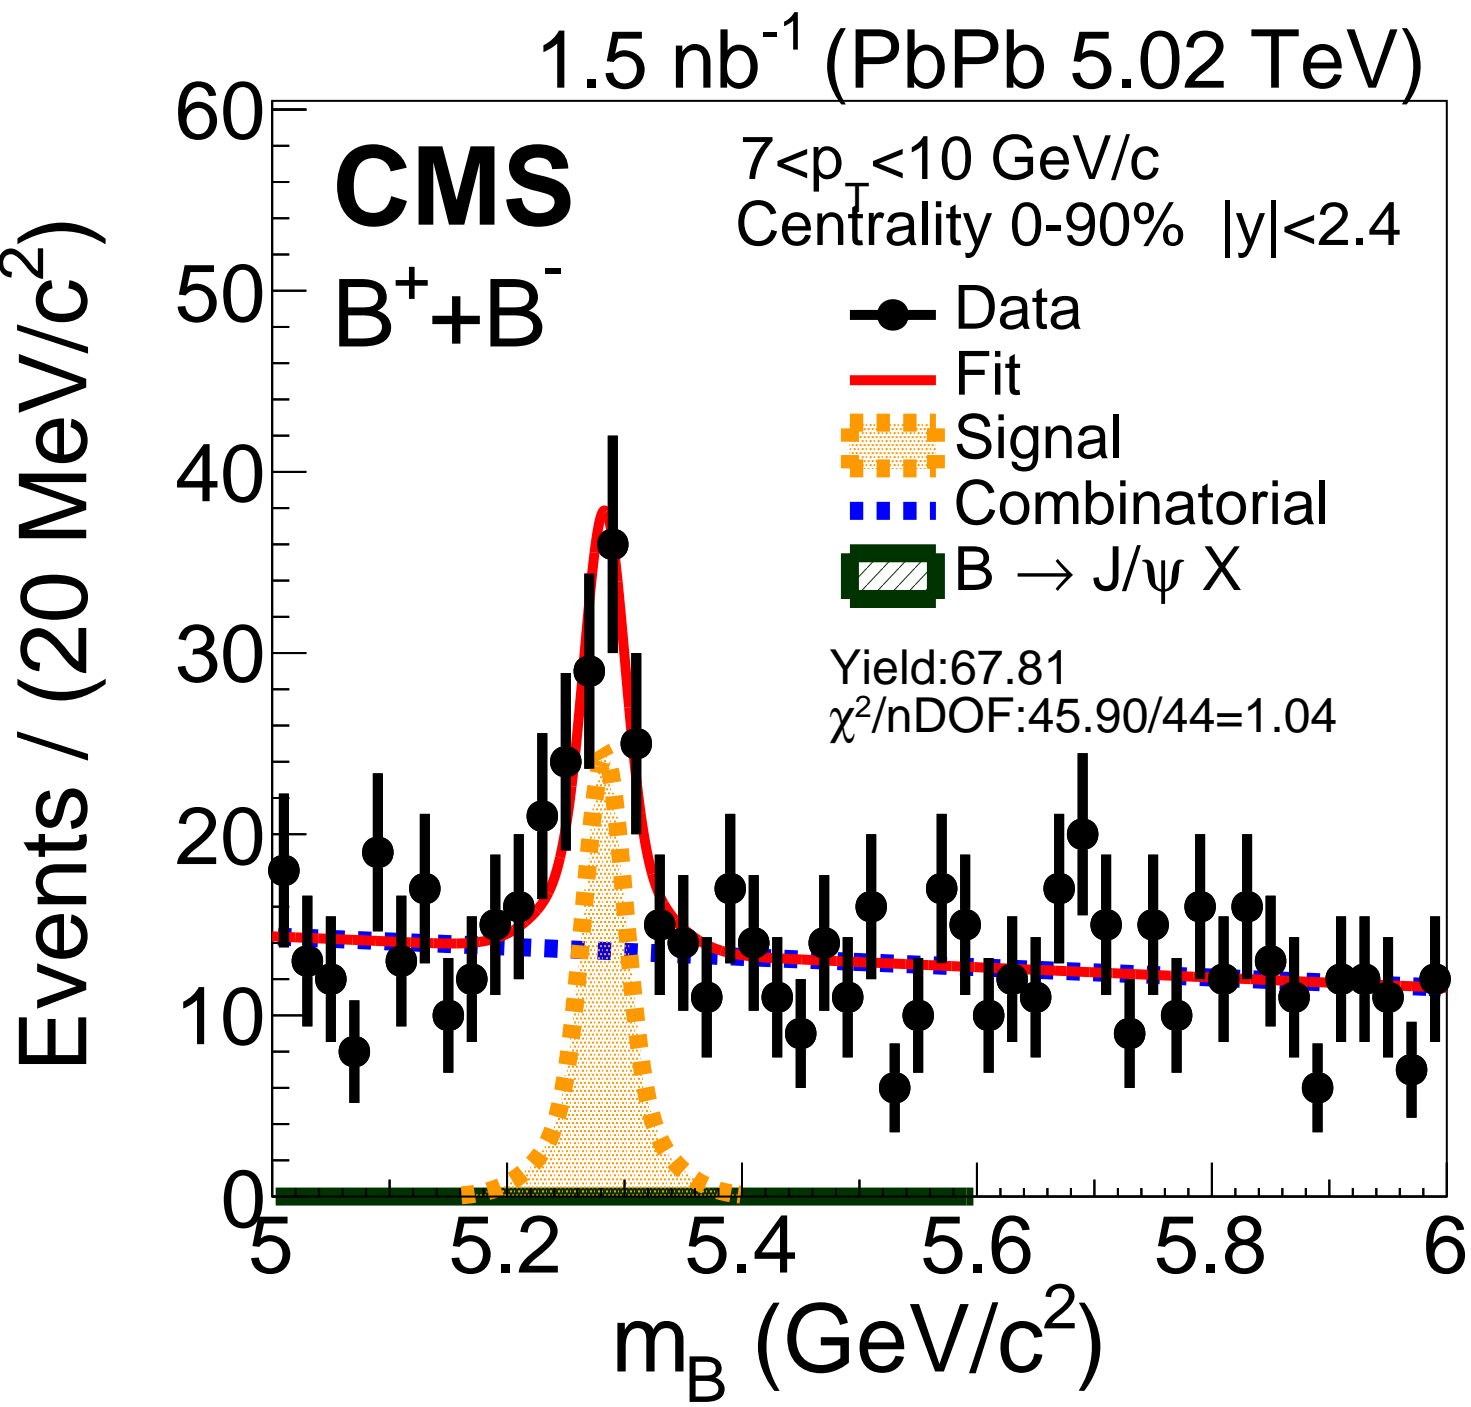 1.5 nb⁻¹ (PbPb 5.02 TeV)
CMS
B⁺+B⁻
7<p_T<10 GeV/c
Centrality 0-90% |y|<2.4
Data
Fit
Signal
Combinatorial
B → J/ψ X
Yield:67.81
χ²/nDOF:45.90/44=1.04
Events / (20 MeV/c²)
60
50
40
30
20
10
0
5 5.2 5.4 5.6 5.8 6
m_B (GeV/c²)